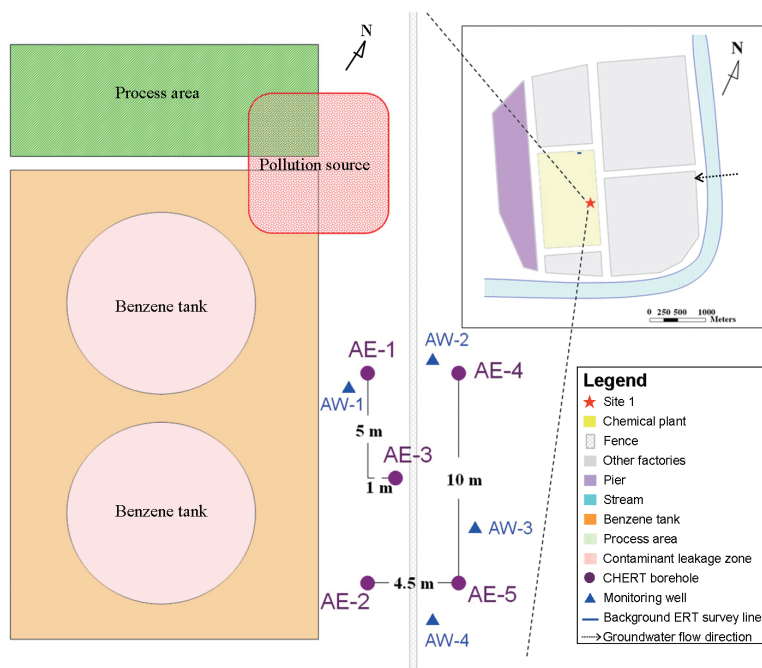 N
Process area
Pollution source
Benzene tank
Benzene tank
AE-1
AW-1
5 m
AE-3
1 m
AE-2
4.5 m
AW-2
AE-4
10 m
AW-3
AE-5
AW-4
N
0 250 500 1000
Meters
Legend
Site 1
Chemical plant
Fence
Other factories
Pier
Stream
Benzene tank
Process area
Contaminant leakage zone
CHERT borehole
Monitoring well
Background ERT survey line
Groundwater flow direction